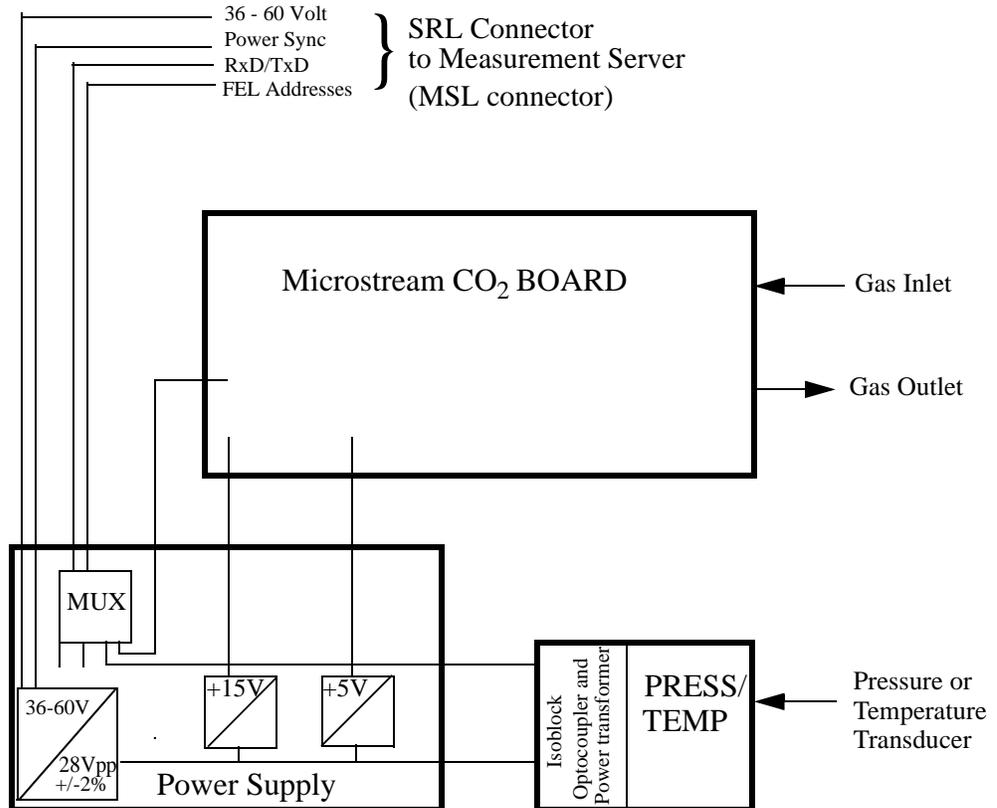 36 - 60 Volt
Power Sync
RxD/TxD
FEL Addresses
SRL Connector
to Measurement Server
(MSL connector)
Microstream CO2 BOARD
Gas Inlet
Gas Outlet
MUX
+15V
+5V
36-60V
28Vpp
+/-2%
Power Supply
Isoblock
Optocoupler and
Power transformer
PRESS/
TEMP
Pressure or
Temperature
Transducer